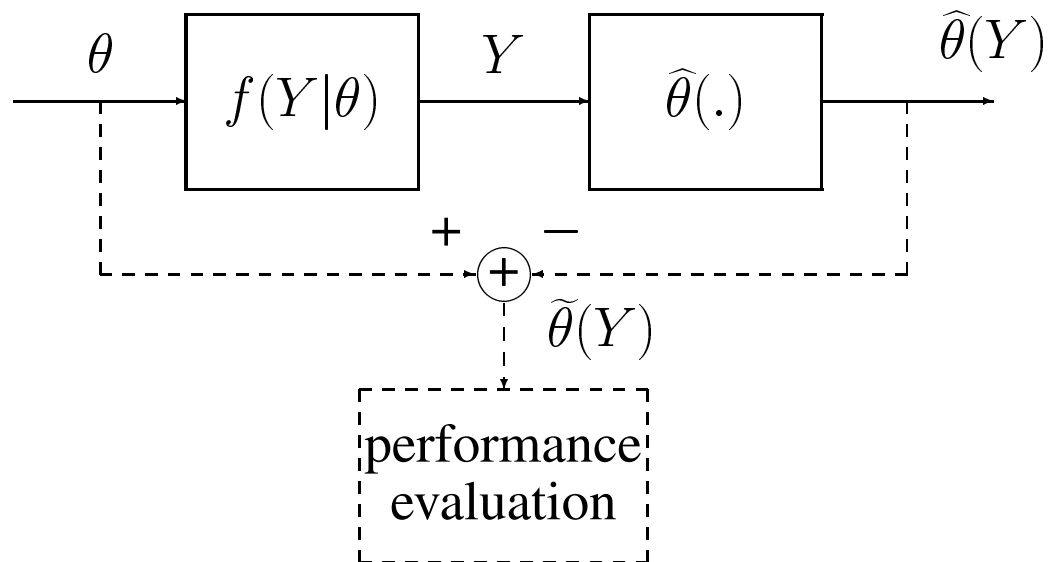 θ
f(Y|θ)
Y
θ̂(.)
θ̂(Y)
+
−
+
θ̃(Y)
performance
evaluation